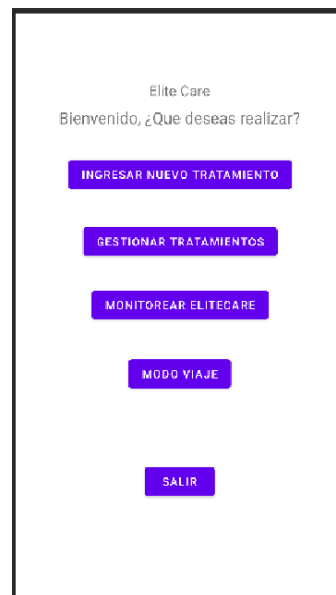 Elite Care
Bienvenido, ¿Que deseas realizar?
INGRESAR NUEVO TRATAMIENTO
GESTIONAR TRATAMIENTOS
MONITOREAR ELITECARE
MODO VIAJE
SALIR